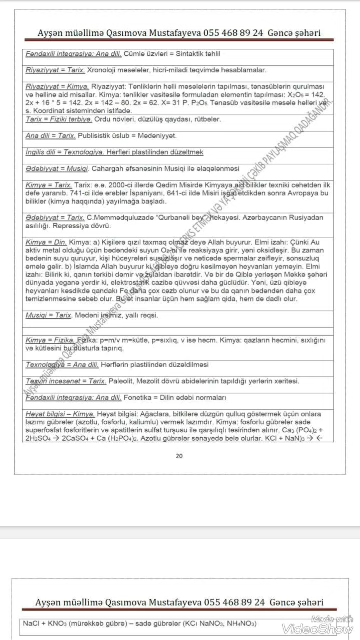 Ayşən müəllimə Qasımova Mustafayeva 055 468 89 24 Gəncə şəhəri
Fəndaxili inteqrasiya: Ana dili. Cümlə üzvləri = Sintaktik təhlil
Riyaziyyat = Tarix. Xronoloji məsələlər, hicri-miladi təqvimdə hesablamalar.
Riyaziyyat = Kimya. Riyaziyyat: Tənliklərin həlli məsələlərin tapılması, tənasüblərin qurulması
və həllinə aid misallar. Kimya: tənliklər vasitəsilə formuladan elementin tapılması. X₂O₅ = 142.
2x + 16 * 5 = 142. 2x = 142 – 80. 2x = 62. X= 31 P. P₂O₅. Tənasüb vasitəsilə məsələ həlləri və
s. Koordinat sistemindən istifadə.
Tarix = Fiziki tərbiyə. Ordu növləri, düzülüş qaydası, rütbələr.
Ana dili = Tarix. Publisistik üslub = Mədəniyyət.
İngilis dili = Texnologiya. Hərfləri plastilindən düzəltmək
Ədəbiyyat = Musiqi. Cahargah əfsanəsinin Musiqi ilə əlaqələnməsi
Kimya = Tarix. Tarix: e.ə. 2000-ci illərdə Qədim Misirdə Kimyaya aid biliklər texniki cəhətdən ilk
dəfə yaranıb. 741-ci ildə ərəblər İspaniyanı, 641-ci ildə Misiri işğal etdikdən sonra Avropaya bu
biliklər (kimya haqqında) yayılmağa başladı.
Ədəbiyyat = Tarix. C.Məmmədquluzadə "Qurbanəli bəy" hekayəsi. Azərbaycanın Rusiyadan
asılılığı. Repressiya dövrü.
Kimya = Din. Kimya: a) Kişilərə qızıl taxmaq olmaz deyə Allah buyurur. Elmi izahı: Çünki Au
aktiv metal olduğu üçün bədəndəki suyun O₂-si ilə reaksiyaya girir, yəni oksidləşir. Bu zaman
bədənin suyu quruyur, kişi hüceyrələri susuzlaşır və nəticədə spermalar zəifləyir, sonsuzluq
əmələ gəlir. b) İslamda Allah buyurur ki, qibləyə doğru kəsilməyən heyvanları yeməyin. Elmi
izahı: Bilinir ki, qanın tərkibi dəmir və duzlardan ibarətdir. Və bir də Qiblə yerləşən Məkkə şəhəri
dünyada yeganə yerdir ki, elektrostatik cazibə qüvvəsi daha güclüdür. Yəni, üzü qibləyə
heyvanları kəsdikdə qandakı Fe daha çox cəzb olunur və bu da qanın bədəndən daha çox
təmizlənməsinə səbəb olur. Bu ət insanlar üçün həm sağlam qida, həm də dadlı olur.
Musiqi = Tarix. Mədəni irsimiz, yallı rəqsi.
Kimya = Fizika. Fizika: p=m/v m=kütlə, p=sıxlıq, v isə həcm. Kimya: qazların həcmini, sıxlığını
və kütləsini bu düsturla tapırıq.
Texnologiya = Ana dili. Hərflərin plastilindən düzəldilməsi
Təsviri incəsənət = Tarix. Paleolit, Mezolit dövrü abidələrinin tapıldığı yerlərin xəritəsi.
Fəndaxili inteqrasiya: Ana dili. Fonetika = Dilin ədəbi normaları
Həyat bilgisi – Kimya. Həyat bilgisi: Ağaclara, bitkilərə düzgün qulluq göstərmək üçün onlara
lazımi gübrələr (azotlu, fosforlu, kaliumlu) vermək lazımdır. Kimya: fosforlu gübrələr sadə
superfosfat fosforitlərin və apatitlərin sulfat turşusu ilə qarşılıqlı təsirindən alınır. Ca₃ (PO₄)₂ +
2H₂SO₄ → 2CaSO₄ + Ca (H₂PO₄)₂. Azotlu gübrələr sənayedə belə olurlar. KCl + NaN)₃ → ←
20
Ayşən müəllimə Qasımova Mustafayeva 055 468 89 24 Gəncə şəhəri
NaCl + KNO₃ (mürəkkəb gübrə) – sadə gübrələr (KCl NaNO₃, NH₄NO₃)
VideoShow